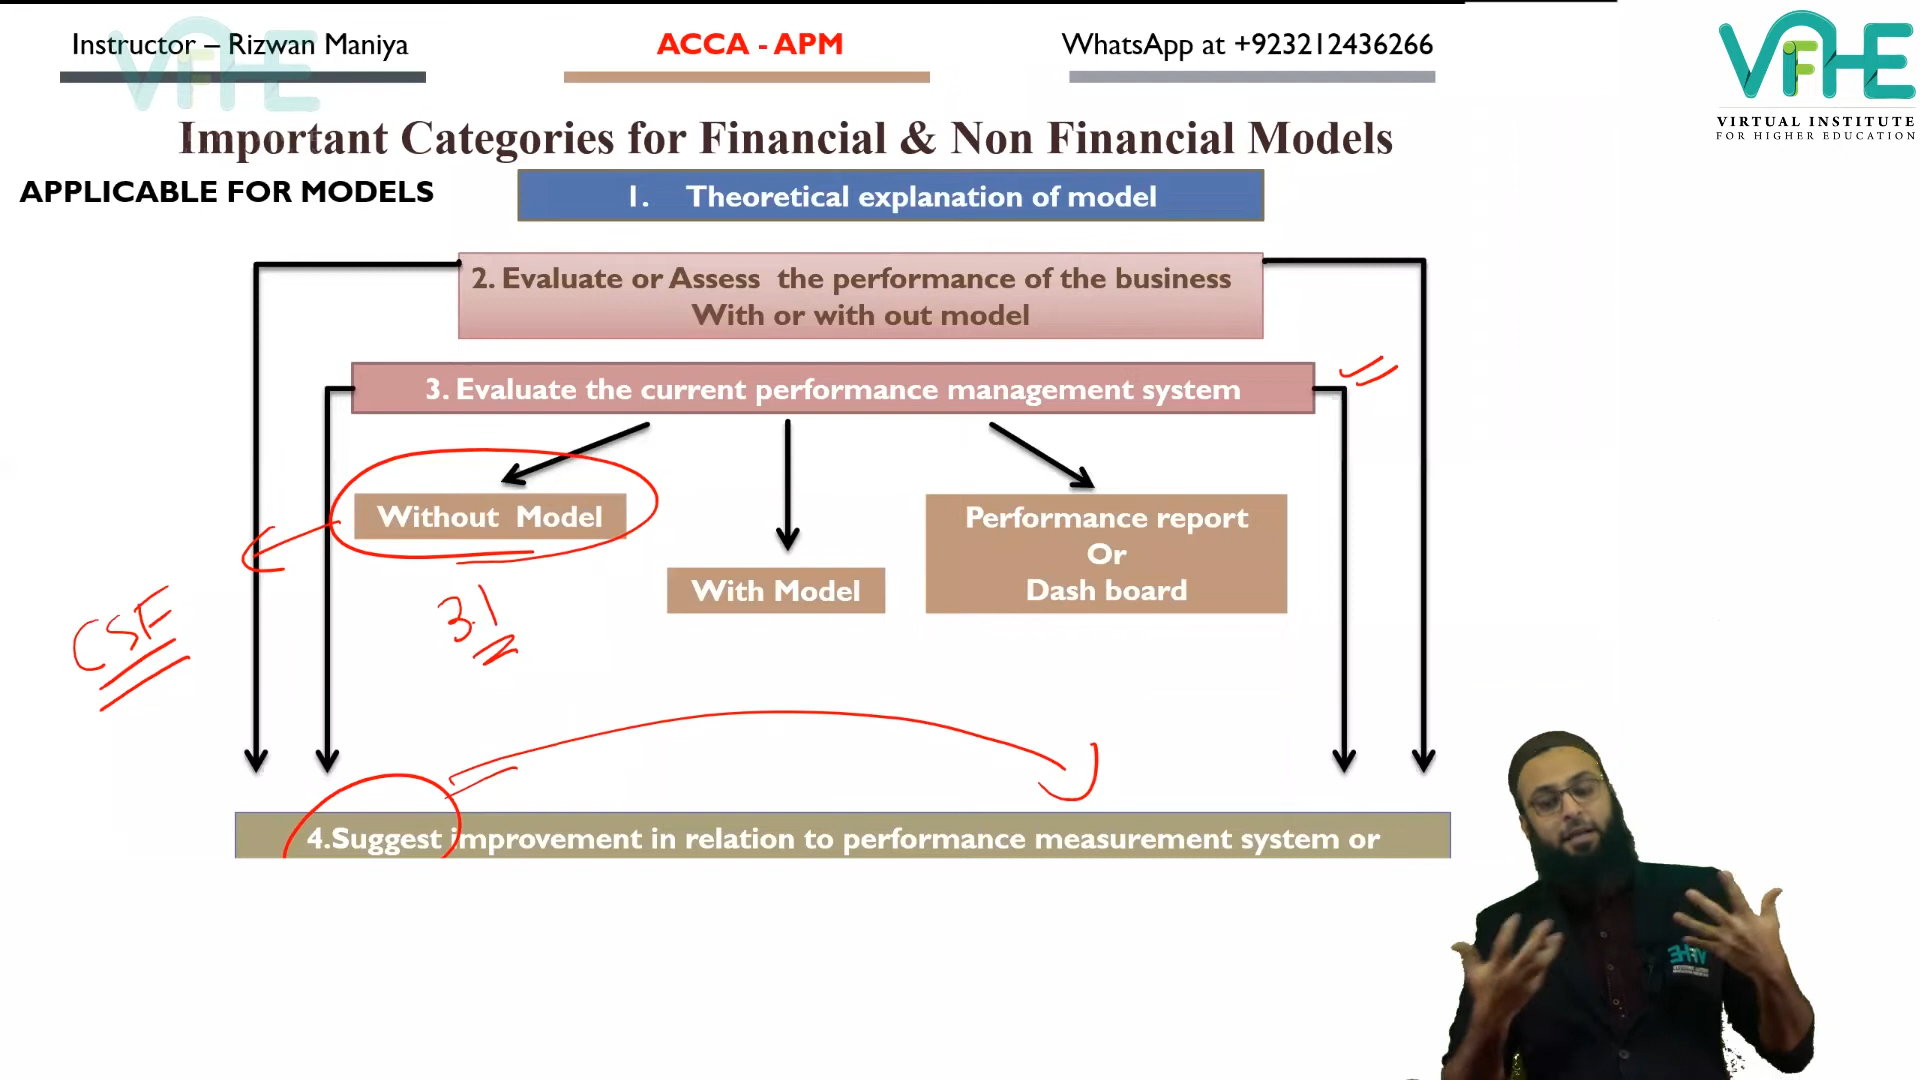 Instructor – Rizwan Maniya
ACCA - APM
WhatsApp at +923212436266
VIFHE
VIRTUAL INSTITUTE
FOR HIGHER EDUCATION
Important Categories for Financial & Non Financial Models
APPLICABLE FOR MODELS
1. Theoretical explanation of model
2. Evaluate or Assess the performance of the business
With or with out model
3. Evaluate the current performance management system
Without Model
With Model
Performance report
Or
Dash board
CSF
3.1
4.Suggest improvement in relation to performance measurement system or